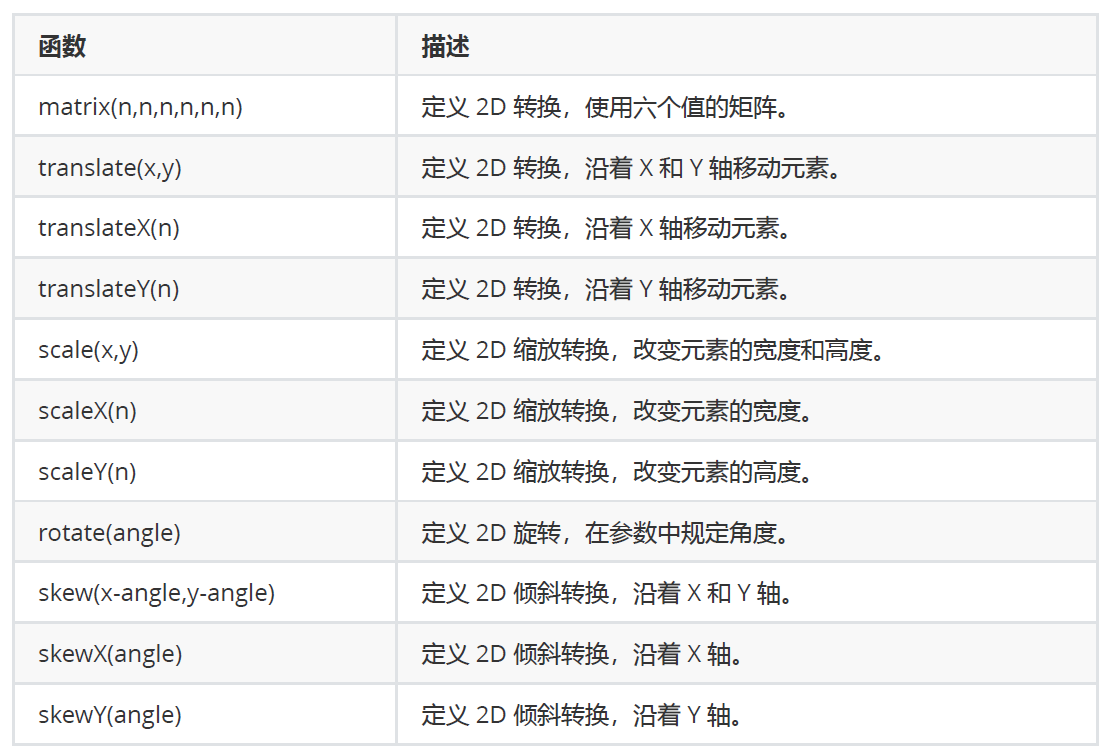 函数 描述
matrix(n,n,n,n,n,n) 定义 2D 转换，使用六个值的矩阵。
translate(x,y) 定义 2D 转换，沿着 X 和 Y 轴移动元素。
translateX(n) 定义 2D 转换，沿着 X 轴移动元素。
translateY(n) 定义 2D 转换，沿着 Y 轴移动元素。
scale(x,y) 定义 2D 缩放转换，改变元素的宽度和高度。
scaleX(n) 定义 2D 缩放转换，改变元素的宽度。
scaleY(n) 定义 2D 缩放转换，改变元素的高度。
rotate(angle) 定义 2D 旋转，在参数中规定角度。
skew(x-angle,y-angle) 定义 2D 倾斜转换，沿着 X 和 Y 轴。
skewX(angle) 定义 2D 倾斜转换，沿着 X 轴。
skewY(angle) 定义 2D 倾斜转换，沿着 Y 轴。